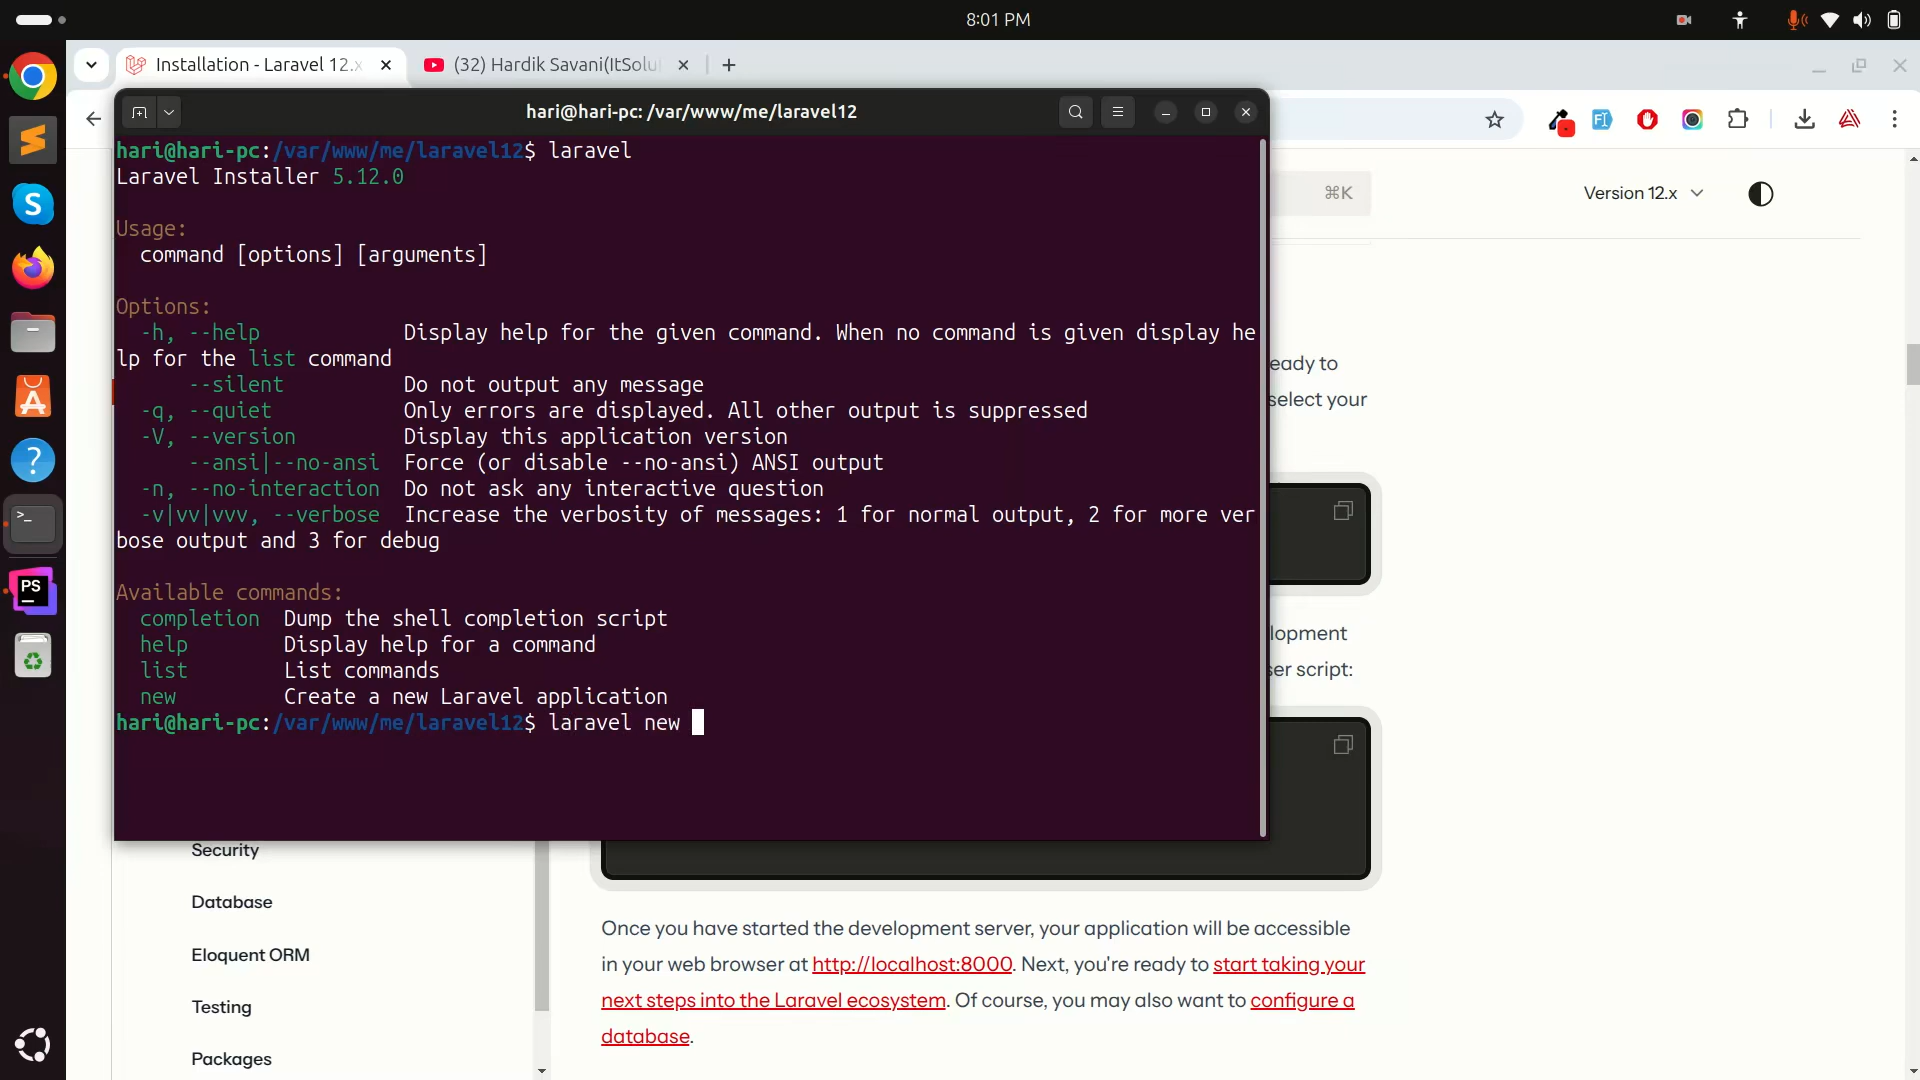 8:01 PM
Installation - Laravel 12.x
(32) Hardik Savani(ItSolu
hari@hari-pc: /var/www/me/laravel12
hari@hari-pc:/var/www/me/laravel12$ laravel
Laravel Installer 5.12.0
Usage:
command [options] [arguments]
Options:
-h, --help Display help for the given command. When no command is given display he
lp for the list command
--silent Do not output any message
-q, --quiet Only errors are displayed. All other output is suppressed
-V, --version Display this application version
--ansi|--no-ansi Force (or disable --no-ansi) ANSI output
-n, --no-interaction Do not ask any interactive question
-v|vv|vvv, --verbose Increase the verbosity of messages: 1 for normal output, 2 for more ver
bose output and 3 for debug
Available commands:
completion Dump the shell completion script
help Display help for a command
list List commands
new Create a new Laravel application
hari@hari-pc:/var/www/me/laravel12$ laravel new
⌘K
Version 12.x
eady to
select your
lopment
ser script:
Security
Database
Eloquent ORM
Testing
Packages
Once you have started the development server, your application will be accessible
in your web browser at http://localhost:8000. Next, you're ready to start taking your
next steps into the Laravel ecosystem. Of course, you may also want to configure a
database.
S
?
>_
PS